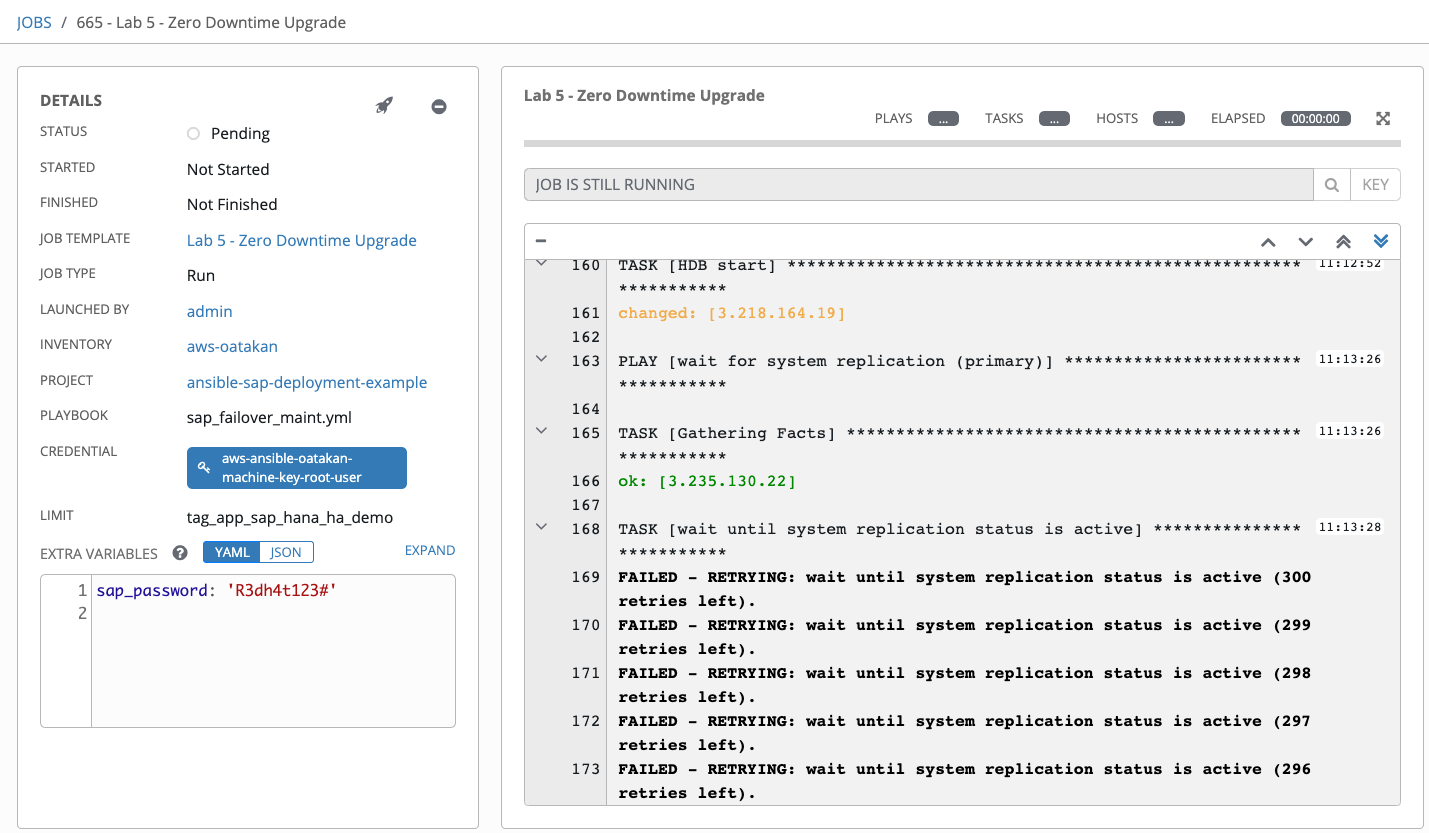 JOBS / 665 - Lab 5 - Zero Downtime Upgrade
DETAILS
STATUS Pending
STARTED Not Started
FINISHED Not Finished
JOB TEMPLATE Lab 5 - Zero Downtime Upgrade
JOB TYPE Run
LAUNCHED BY admin
INVENTORY aws-oatakan
PROJECT ansible-sap-deployment-example
PLAYBOOK sap_failover_maint.yml
CREDENTIAL aws-ansible-oatakan-
machine-key-root-user
LIMIT tag_app_sap_hana_ha_demo
EXTRA VARIABLES ? YAML JSON EXPAND
1 sap_password: 'R3dh4t123#'
2
Lab 5 - Zero Downtime Upgrade
PLAYS ... TASKS ... HOSTS ... ELAPSED 00:00:00
JOB IS STILL RUNNING KEY
160 TASK [HDB start] **************************************************** 11:12:52
***********
161 changed: [3.218.164.19]
162
163 PLAY [wait for system replication (primary)] ************************ 11:13:26
***********
164
165 TASK [Gathering Facts] ********************************************** 11:13:26
***********
166 ok: [3.235.130.22]
167
168 TASK [wait until system replication status is active] *************** 11:13:28
***********
169 FAILED - RETRYING: wait until system replication status is active (300
retries left).
170 FAILED - RETRYING: wait until system replication status is active (299
retries left).
171 FAILED - RETRYING: wait until system replication status is active (298
retries left).
172 FAILED - RETRYING: wait until system replication status is active (297
retries left).
173 FAILED - RETRYING: wait until system replication status is active (296
retries left).